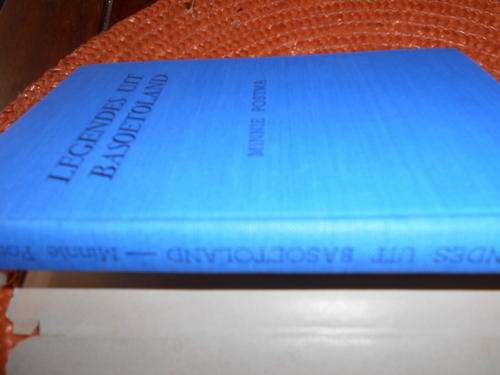 LEGENDES UIT
BASOETOLAND
MINNIE POSTMA
NDES UIT BASOETOLAND — Minnie Pos